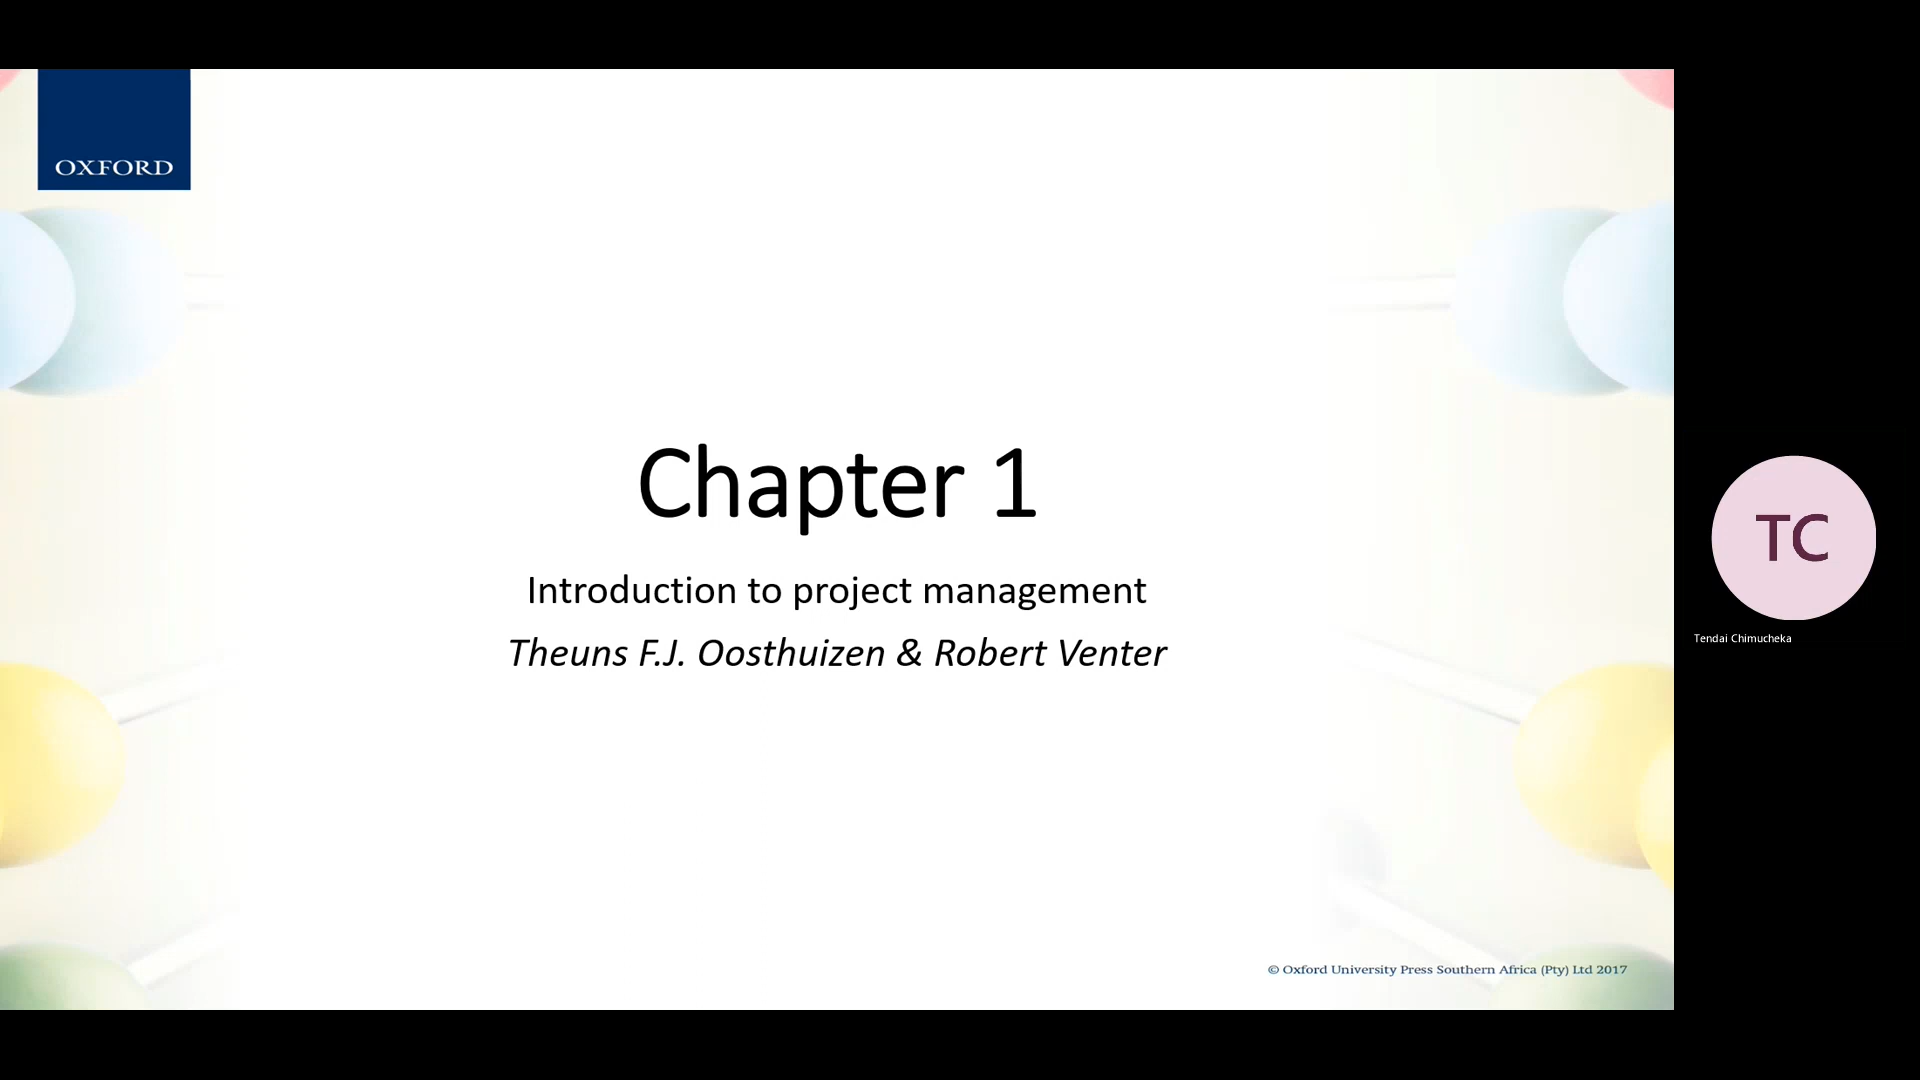 OXFORD
Chapter 1
Introduction to project management
Theuns F.J. Oosthuizen & Robert Venter
© Oxford University Press Southern Africa (Pty) Ltd 2017
TC
Tendai Chimucheka